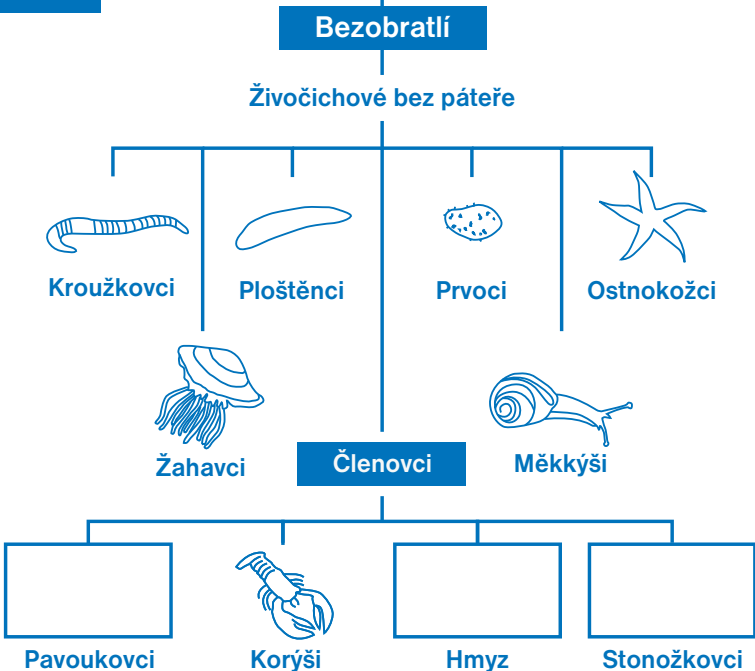 Bezobratlí
Živočichové bez páteře
Kroužkovci
Ploštěnci
Prvoci
Ostnokožci
Žahavci
Členovci
Měkkýši
Pavoukovci
Korýši
Hmyz
Stonožkovci